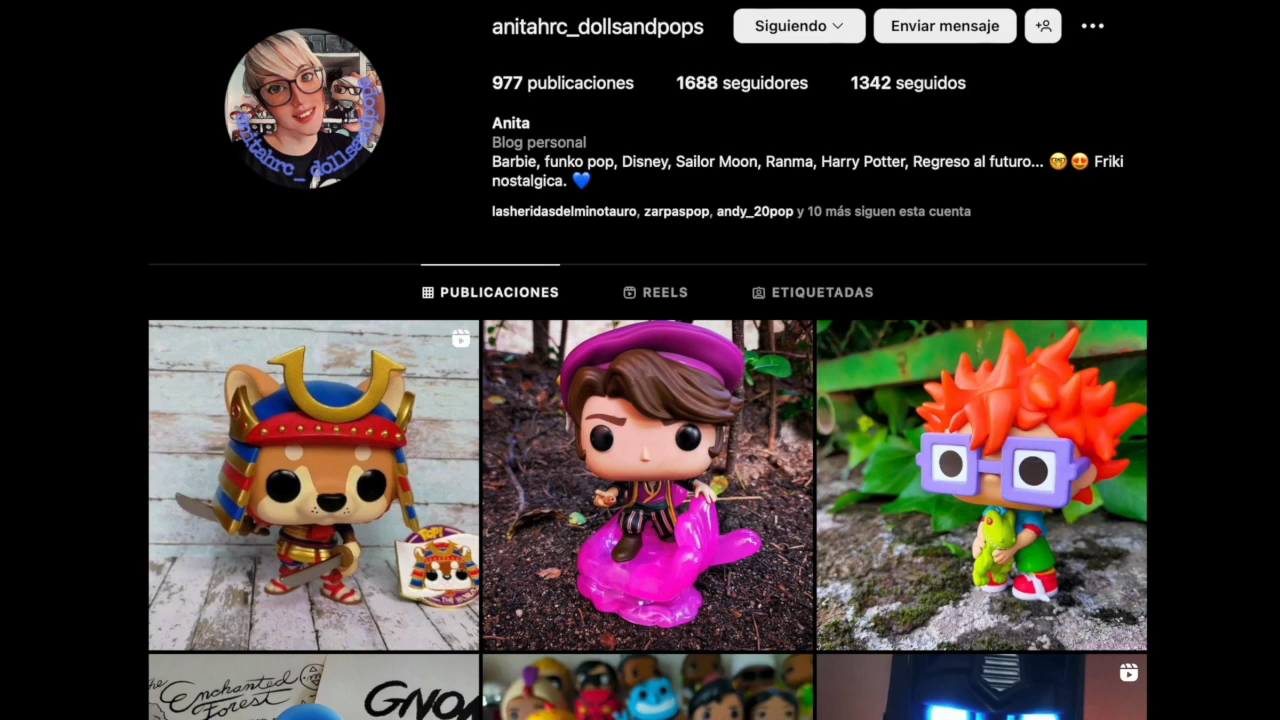 anitahrc_dollsandpops
Siguiendo
Enviar mensaje
977 publicaciones
1688 seguidores
1342 seguidos
Anita
Blog personal
Barbie, funko pop, Disney, Sailor Moon, Ranma, Harry Potter, Regreso al futuro... 🤓😍 Friki
nostalgica. 💙
lasheridasdelminotauro, zarpaspop, andy_20pop y 10 más siguen esta cuenta
anitahrc_dollsandpops
PUBLICACIONES
REELS
ETIQUETADAS
POP!
Enchanted
Forest